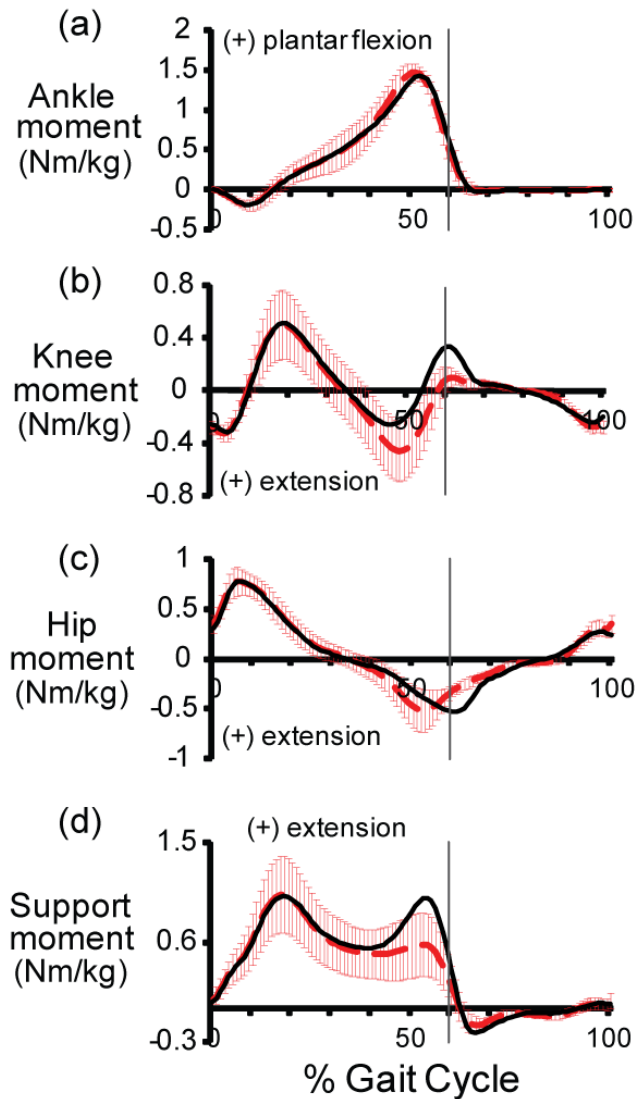 (a)
(+) plantar flexion
Ankle
moment
(Nm/kg)
2
1.5
1
0.5
0
-0.5
50
100
(b)
Knee
moment
(Nm/kg)
0.8
0.4
0
-0.4
-0.8
0
50
100
(+) extension
(c)
Hip
moment
(Nm/kg)
1
0.5
0
-0.5
-1
0
50
100
(+) extension
(d)
(+) extension
Support
moment
(Nm/kg)
1.5
0.6
-0.3
0
50
100
% Gait Cycle